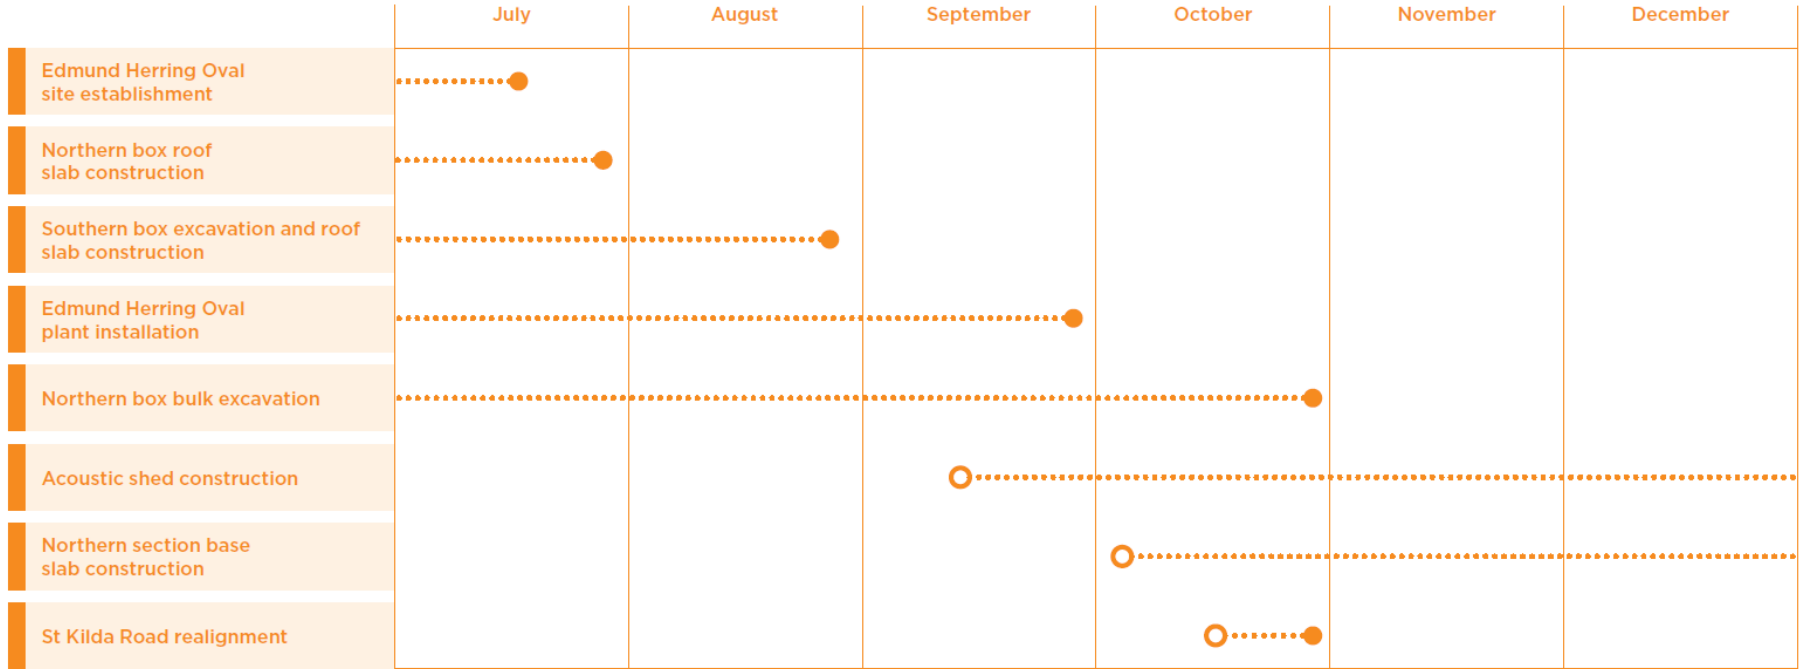 July August September October November December
Edmund Herring Oval
site establishment
Northern box roof
slab construction
Southern box excavation and roof
slab construction
Edmund Herring Oval
plant installation
Northern box bulk excavation
Acoustic shed construction
Northern section base
slab construction
St Kilda Road realignment